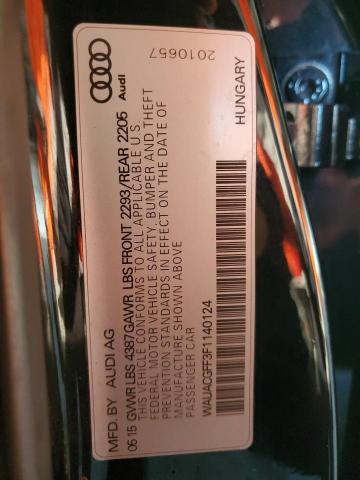 MFD. BY AUDI AG
06 15 GVWR LBS 4387 GAWR LBS FRONT 2293/REAR 2205
THIS VEHICLE CONFORMS TO ALL APPLICABLE U S
FEDERAL MOTOR VEHICLE SAFETY, BUMPER AND THEFT
PREVENTION STANDARDS IN EFFECT ON THE DATE OF
MANUFACTURE SHOWN ABOVE
PASSENGER CAR
WAUACGFF3F1140124
HUNGARY
Audi
2010657